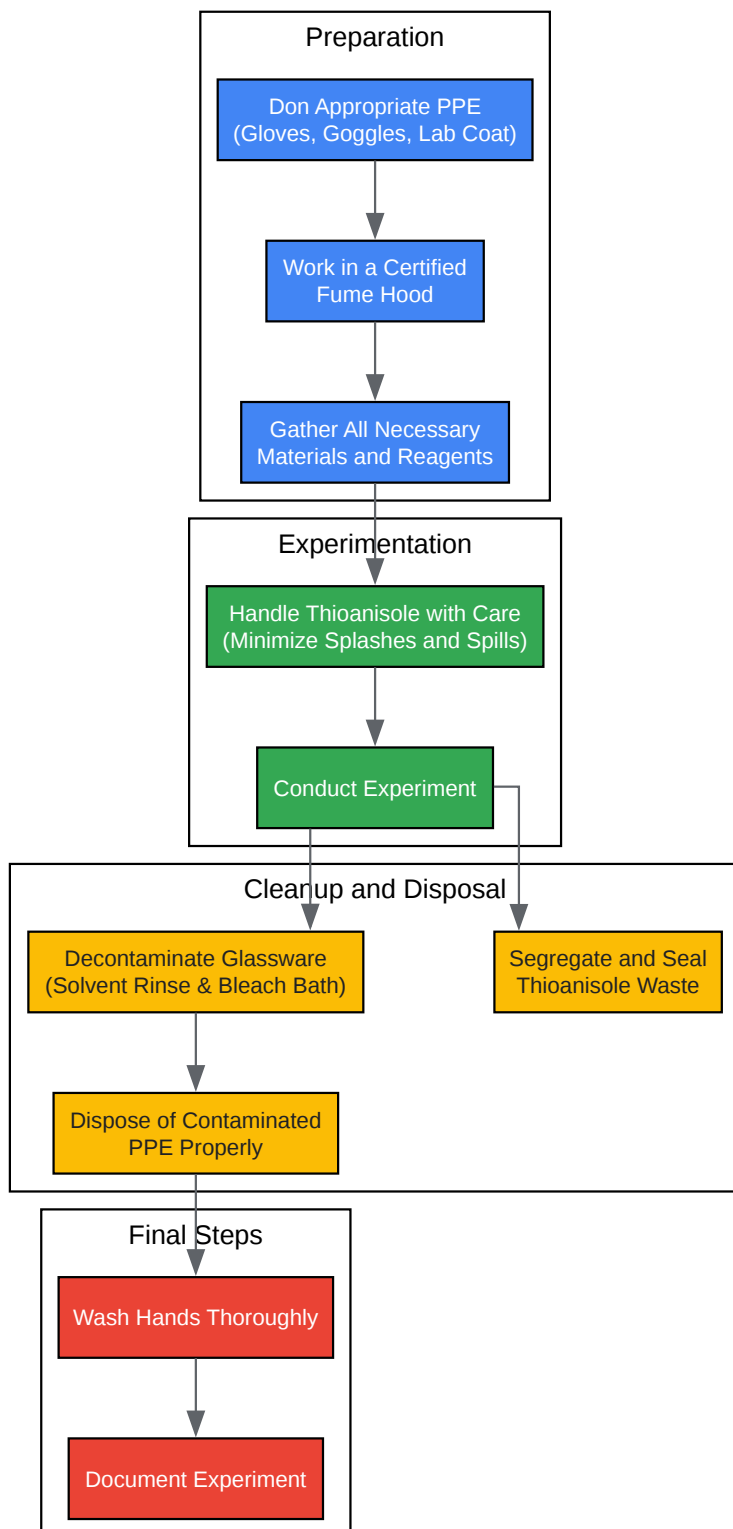 Preparation
Don Appropriate PPE
(Gloves, Goggles, Lab Coat)
Work in a Certified
Fume Hood
Gather All Necessary
Materials and Reagents
Experimentation
Handle Thioanisole with Care
(Minimize Splashes and Spills)
Conduct Experiment
Cleanup and Disposal
Decontaminate Glassware
(Solvent Rinse & Bleach Bath)
Segregate and Seal
Thioanisole Waste
Dispose of Contaminated
PPE Properly
Final Steps
Wash Hands Thoroughly
Document Experiment